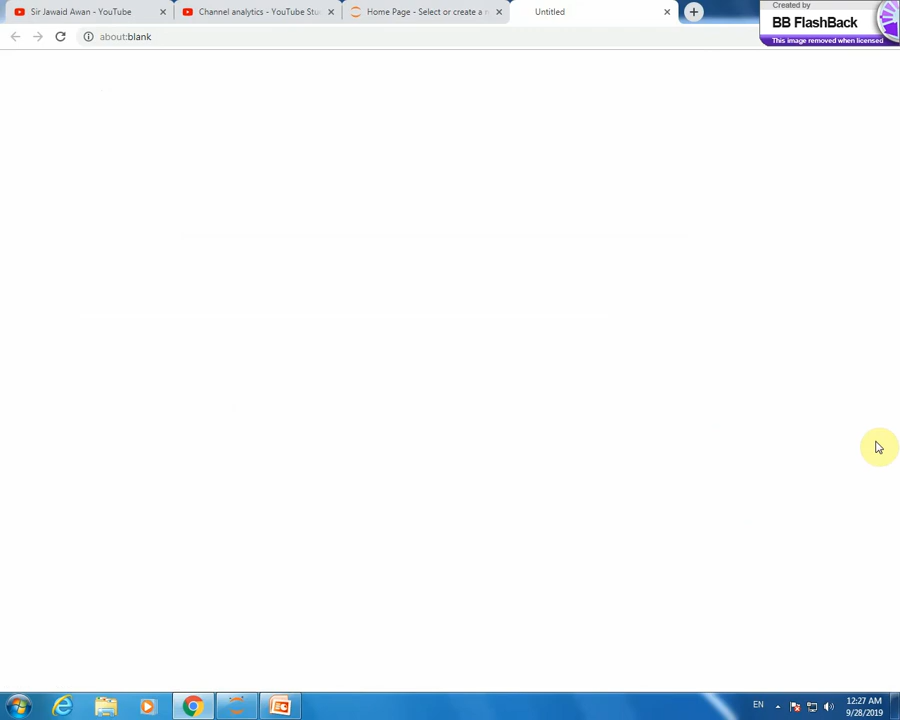 Sir Jawaid Awan - YouTube
Channel analytics - YouTube Stu
Home Page - Select or create a n
Untitled
Created by
BB FlashBack
This image removed when licensed
about:blank
EN
12:27 AM
9/28/2019